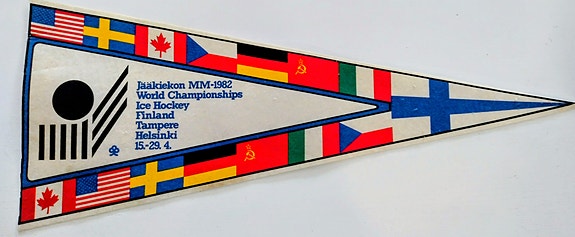 Jääkiekon MM-1982
World Championships
Ice Hockey
Finland
Tampere
Helsinki
15.-29. 4.